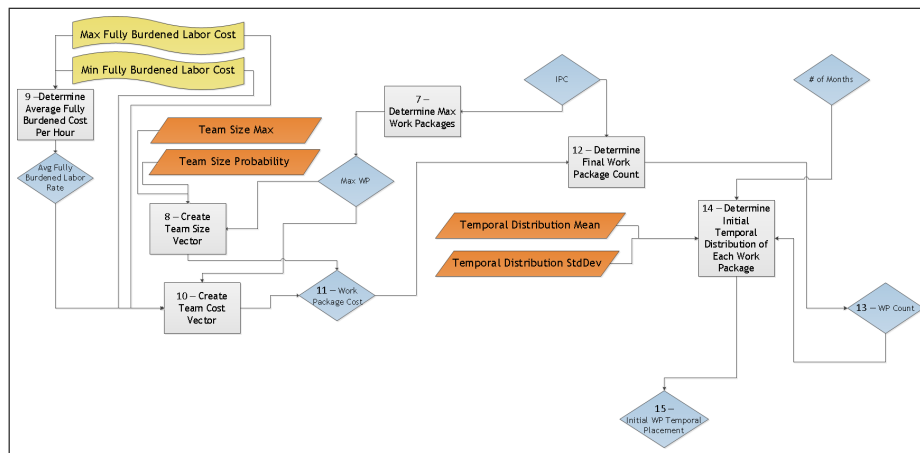 Max Fully Burdened Labor Cost
Min Fully Burdened Labor Cost
9 –Determine
Average Fully
Burdened Cost
Per Hour
Avg Fully
Burdened Labor
Rate
Team Size Max
Team Size Probability
8 – Create
Team Size
Vector
10 – Create
Team Cost
Vector
7 –
Determine Max
Work Packages
Max WP
11 – Work
Package Cost
IPC
12 – Determine
Final Work
Package Count
# of Months
Temporal Distribution Mean
Temporal Distribution StdDev
14 – Determine
Initial
Temporal
Distribution of
Each Work
Package
13 – WP Count
15 –
Initial WP Temporal
Placement